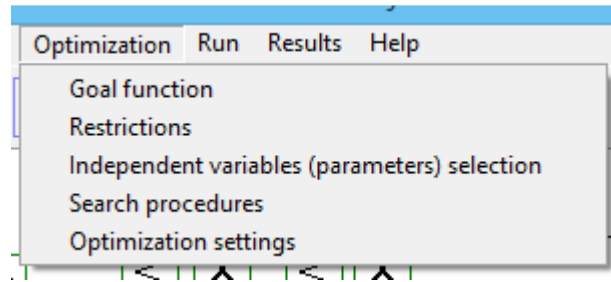 Optimization Run Results Help
Goal function
Restrictions
Independent variables (parameters) selection
Search procedures
Optimization settings